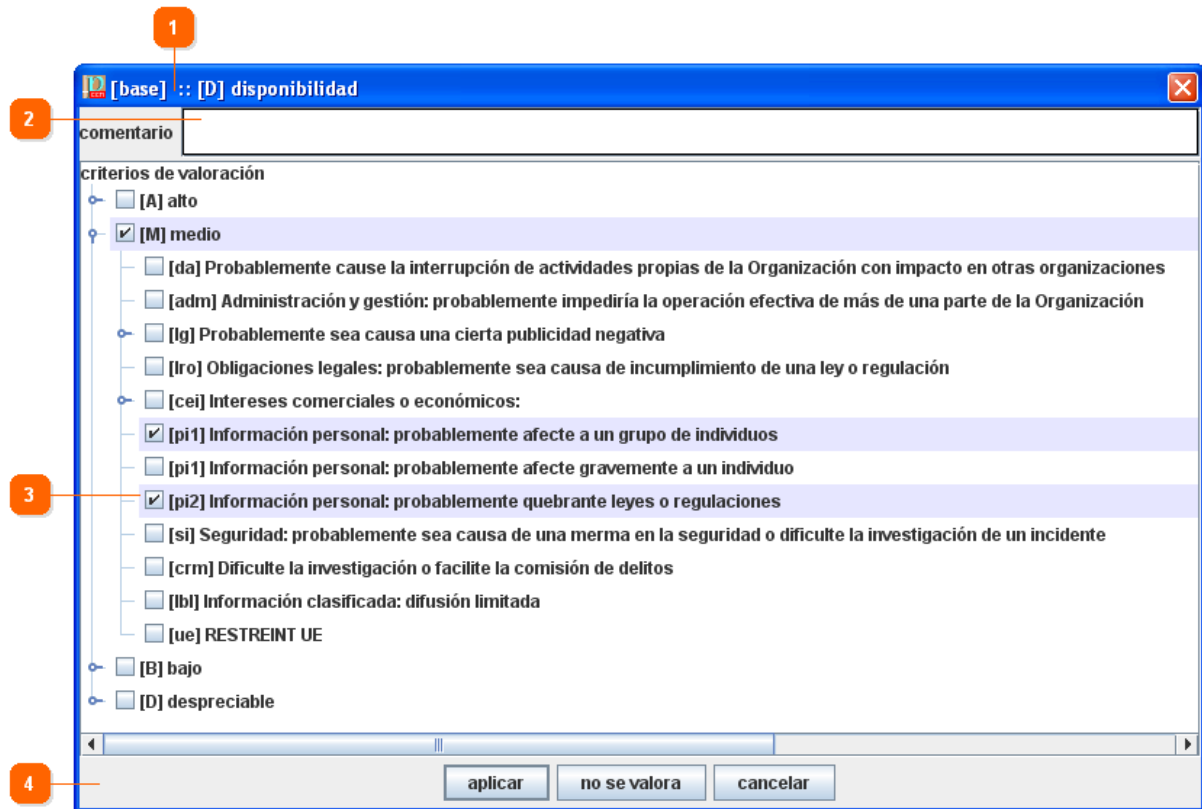 1
[base] :: [D] disponibilidad
2
comentario
criterios de valoración
[A] alto
[M] medio
[da] Probablemente cause la interrupción de actividades propias de la Organización con impacto en otras organizaciones
[adm] Administración y gestión: probablemente impediría la operación efectiva de más de una parte de la Organización
[lg] Probablemente sea causa una cierta publicidad negativa
[lro] Obligaciones legales: probablemente sea causa de incumplimiento de una ley o regulación
[cei] Intereses comerciales o económicos:
[pi1] Información personal: probablemente afecte a un grupo de individuos
[pi1] Información personal: probablemente afecte gravemente a un individuo
3
[pi2] Información personal: probablemente quebrante leyes o regulaciones
[si] Seguridad: probablemente sea causa de una merma en la seguridad o dificulte la investigación de un incidente
[crm] Dificulte la investigación o facilite la comisión de delitos
[lbl] Información clasificada: difusión limitada
[ue] RESTREINT UE
[B] bajo
[D] despreciable
4
aplicar no se valora cancelar